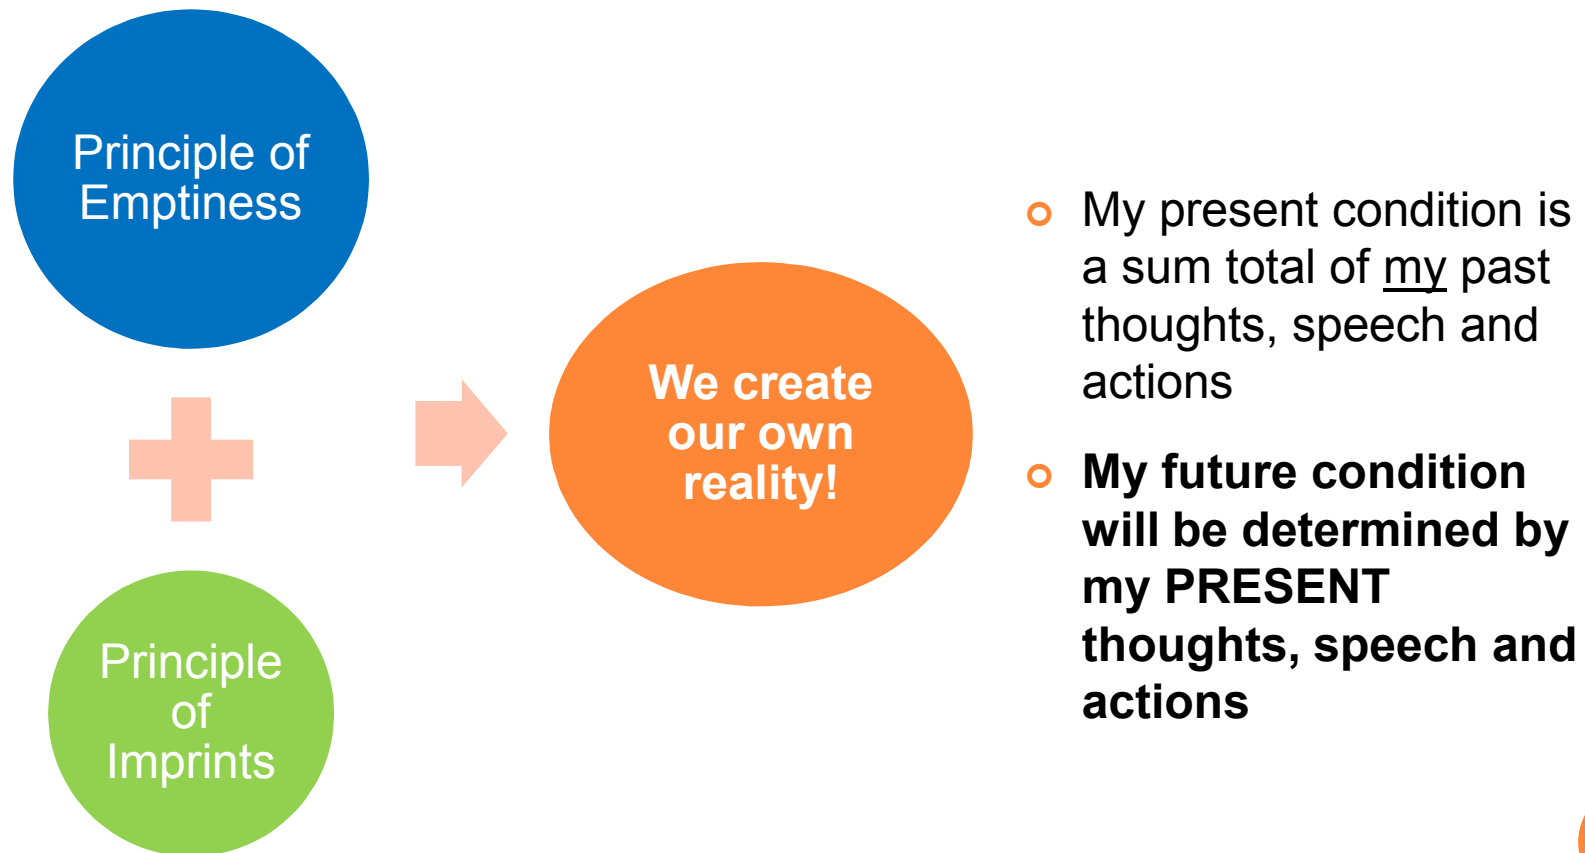 Principle of
Emptiness
Principle
of
Imprints
We create
our own
reality!
My present condition is
a sum total of my past
thoughts, speech and
actions
My future condition
will be determined by
my PRESENT
thoughts, speech and
actions